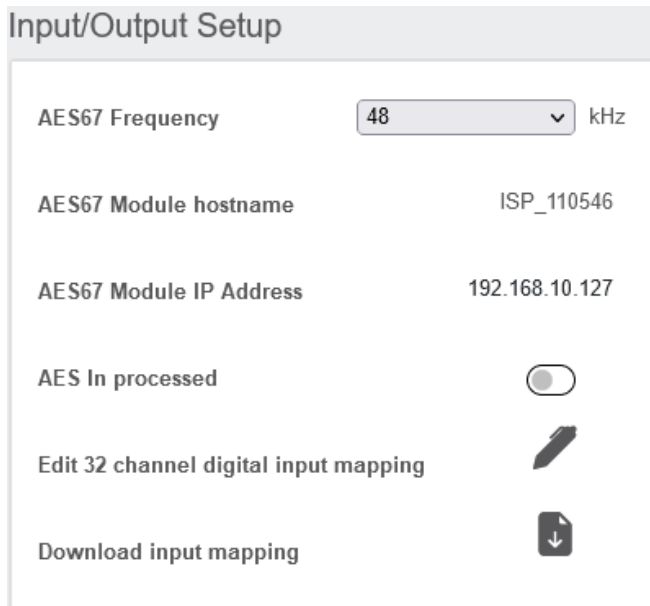 Input/Output Setup
AES67 Frequency 48 kHz
AES67 Module hostname ISP_110546
AES67 Module IP Address 192.168.10.127
AES In processed
Edit 32 channel digital input mapping
Download input mapping